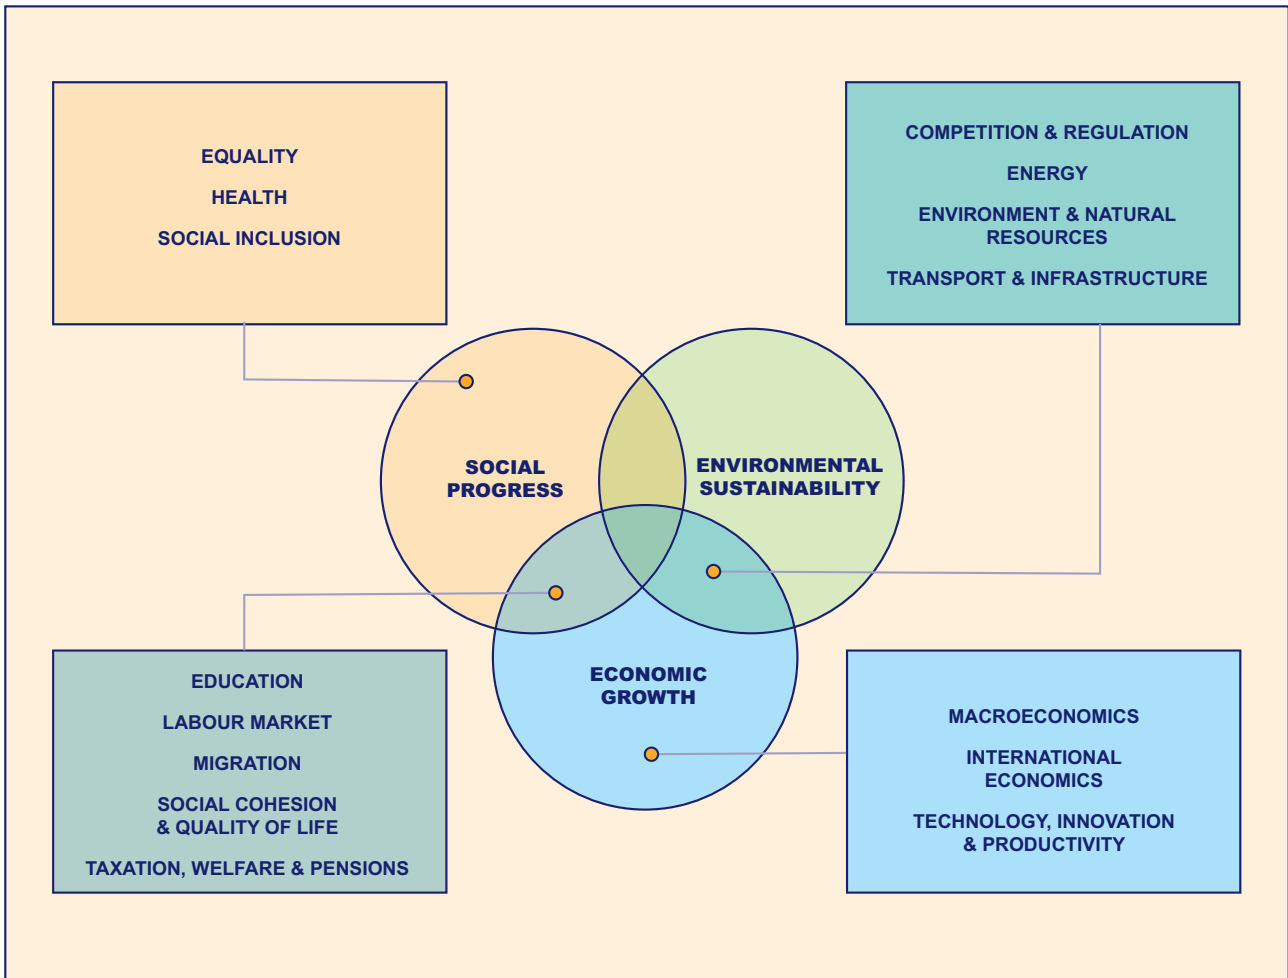 EQUALITY
HEALTH
SOCIAL INCLUSION
COMPETITION & REGULATION
ENERGY
ENVIRONMENT & NATURAL
RESOURCES
TRANSPORT & INFRASTRUCTURE
SOCIAL
PROGRESS
ENVIRONMENTAL
SUSTAINABILITY
ECONOMIC
GROWTH
EDUCATION
LABOUR MARKET
MIGRATION
SOCIAL COHESION
& QUALITY OF LIFE
TAXATION, WELFARE & PENSIONS
MACROECONOMICS
INTERNATIONAL
ECONOMICS
TECHNOLOGY, INNOVATION
& PRODUCTIVITY